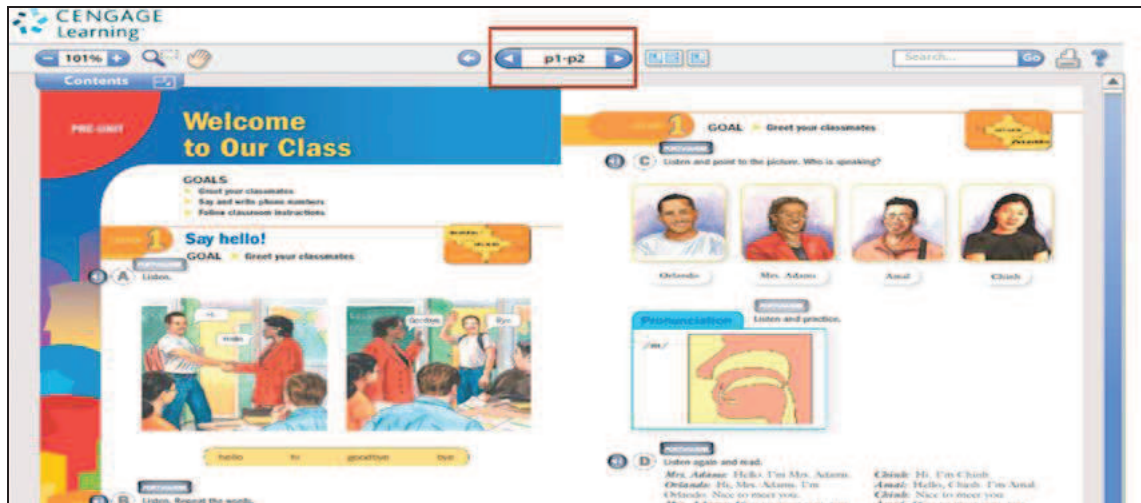 CENGAGE
Learning
101%
p1-p2
Search...
Go
?
Contents
PRE-UNIT
Welcome
to Our Class
GOALS
Greet your classmates
Say and write phone numbers
Follow classroom instructions
1
Say hello!
GOAL Greet your classmates
A Listen.
Hi.
Hello.
Goodbye.
Bye.
hello hi goodbye bye
B Listen. Repeat the words.
1 GOAL Greet your classmates
C Listen and point to the picture. Who is speaking?
Orlando Mrs. Adams Amal Chinh
Pronunciation Listen and practice.
/m/
D Listen again and read.
Mrs. Adams: Hello. I'm Mrs. Adams.
Orlando: Hi, Mrs. Adams. I'm
Orlando. Nice to meet you.
Chinh: Hi. I'm Chinh.
Amal: Hello, Chinh. I'm Amal.
Chinh: Nice to meet you